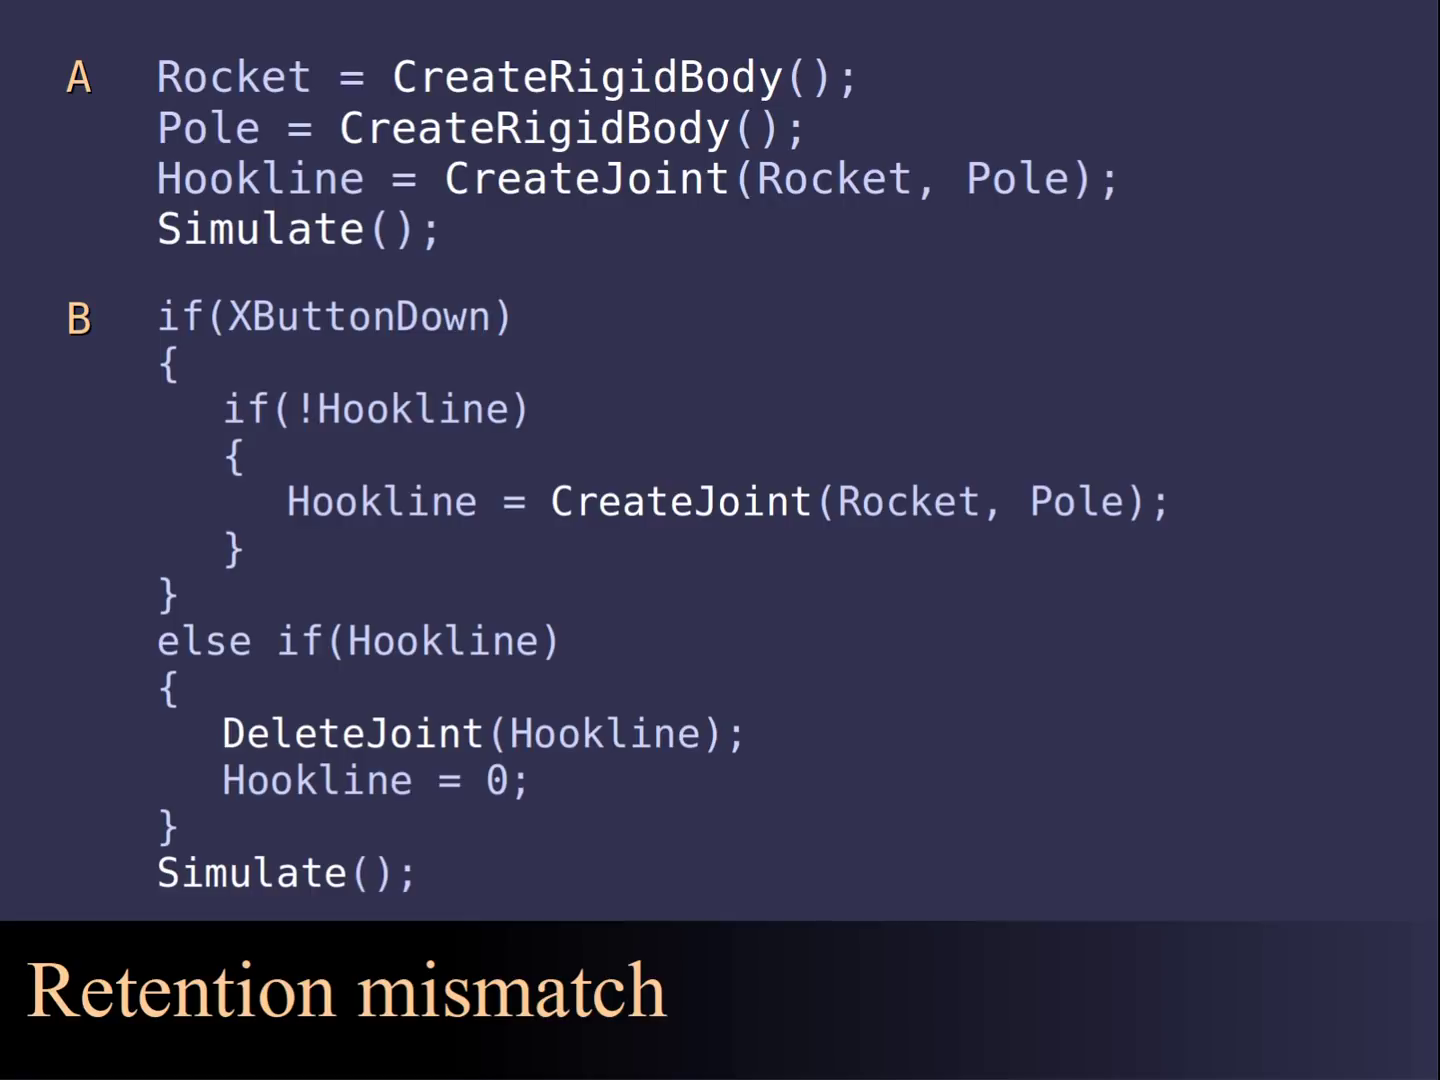 A Rocket = CreateRigidBody();
Pole = CreateRigidBody();
Hookline = CreateJoint(Rocket, Pole);
Simulate();
B if(XButtonDown)
{
if(!Hookline)
{
Hookline = CreateJoint(Rocket, Pole);
}
}
else if(Hookline)
{
DeleteJoint(Hookline);
Hookline = 0;
}
Simulate();
Retention mismatch